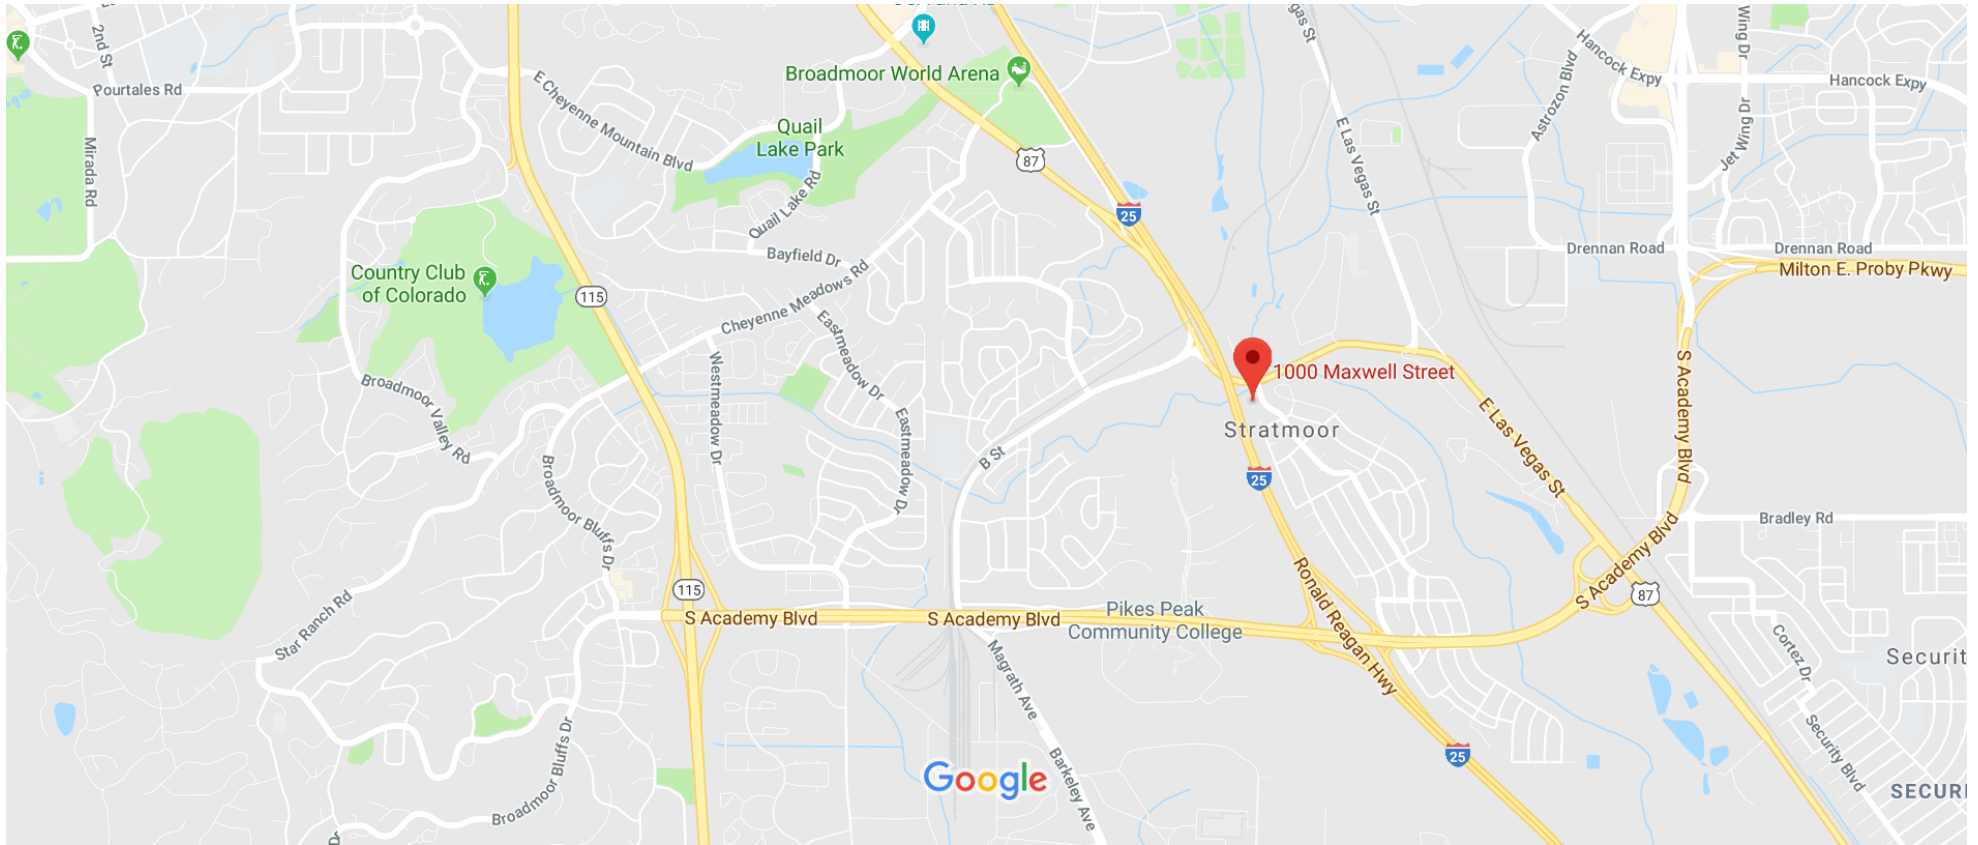 2nd St
Pourtales Rd
Mirada Rd
E Cheyenne Mountain Blvd
Broadmoor World Arena
Quail
Lake Park
Quail Lake Rd
87
25
Bayfield Dr
Country Club
of Colorado
115
Cheyenne Meadows Rd
Eastmeadow Dr
Westmeadow Dr
Eastmeadow Dr
Broadmoor Valley Rd
Broadmoor Bluffs Dr
B St
gas St
E Las Vegas St
Hancock Expy
Hancock Expy
Wing Dr
Jet Wing Dr
Astrozon Blvd
Drennan Road
Drennan Road
Milton E. Proby Pkwy
S Academy Blvd
1000 Maxwell Street
Stratmoor
25
E Las Vegas St
Bradley Rd
S Academy Blvd
87
115
S Academy Blvd
S Academy Blvd
Pikes Peak
Community College
Ronald Reagan Hwy
Star Ranch Rd
Magrath Ave
Barkeley Ave
Cortez Dr
Securit
Security Blvd
SECURI
25
Broadmoor Bluffs Dr
Dr
Google